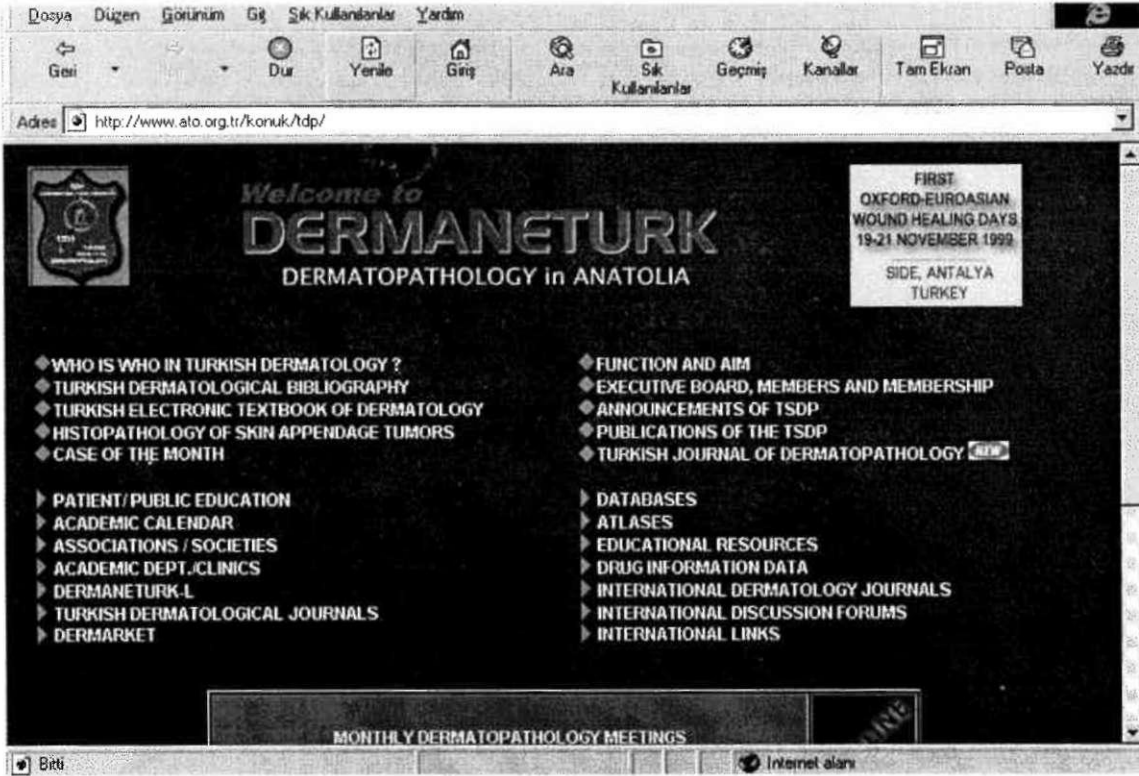 Dosya Düzen Görünüm Git Sık Kullanılanlar Yardım
Geri Dur Yenile Giriş Ara Sık Kullanılanlar Geçmiş Kanallar Tam Ekran Posta Yazdır
Adres http://www.ato.org.tr/konuk/tdp/
Welcome to
DERMANETURK
DERMATOPATHOLOGY in ANATOLIA
FIRST
OXFORD-EUROASIAN
WOUND HEALING DAYS
19-21 NOVEMBER 1999
SIDE, ANTALYA
TURKEY
WHO IS WHO IN TURKISH DERMATOLOGY ?
TURKISH DERMATOLOGICAL BIBLIOGRAPHY
TURKISH ELECTRONIC TEXTBOOK OF DERMATOLOGY
HISTOPATHOLOGY OF SKIN APPENDAGE TUMORS
CASE OF THE MONTH
FUNCTION AND AIM
EXECUTIVE BOARD, MEMBERS AND MEMBERSHIP
ANNOUNCEMENTS OF TSDP
PUBLICATIONS OF THE TSDP
TURKISH JOURNAL OF DERMATOPATHOLOGY NEW
PATIENT/ PUBLIC EDUCATION
ACADEMIC CALENDAR
ASSOCIATIONS / SOCIETIES
ACADEMIC DEPT./CLINICS
DERMANETURK-L
TURKISH DERMATOLOGICAL JOURNALS
DERMARKET
DATABASES
ATLASES
EDUCATIONAL RESOURCES
DRUG INFORMATION DATA
INTERNATIONAL DERMATOLOGY JOURNALS
INTERNATIONAL DISCUSSION FORUMS
INTERNATIONAL LINKS
MONTHLY DERMATOPATHOLOGY MEETINGS
Bitti Internet alanı